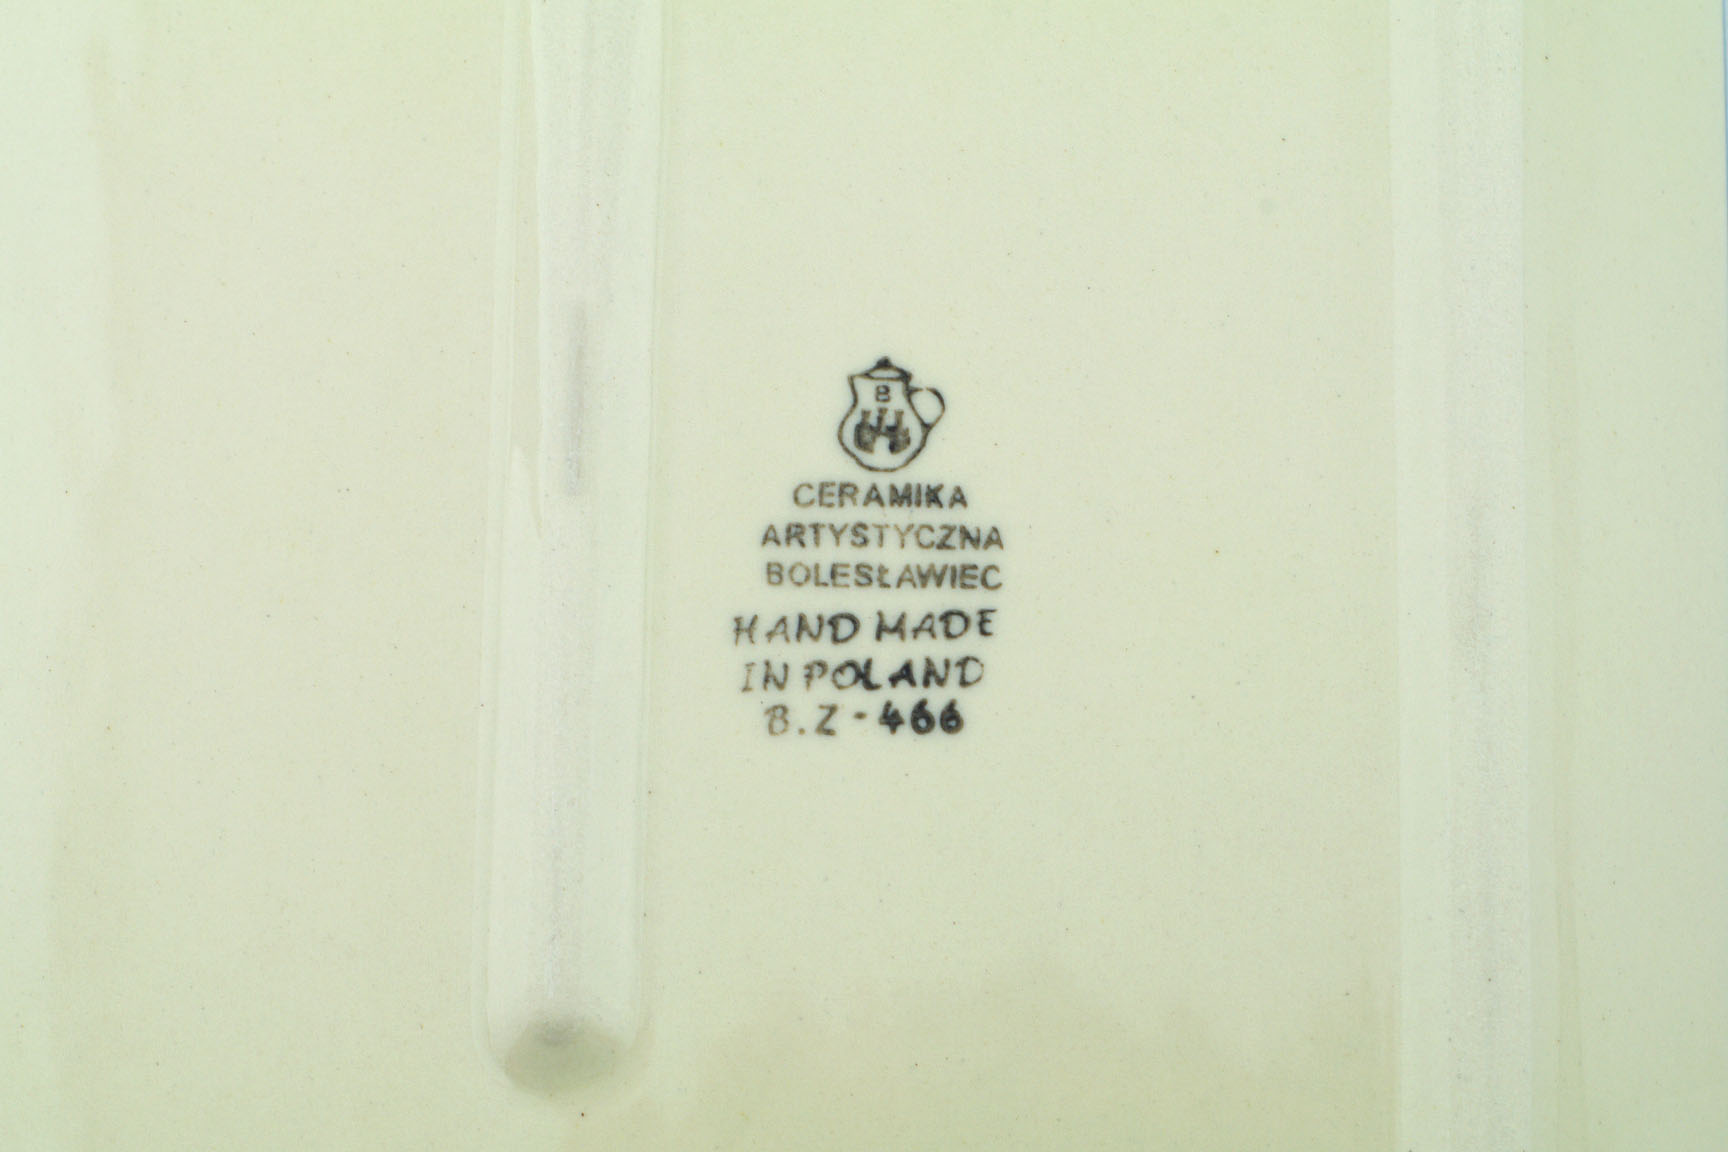 B
CERAMIKA
ARTYSTYCZNA
BOLESŁAWIEC
HAND MADE
IN POLAND
B.Z-466